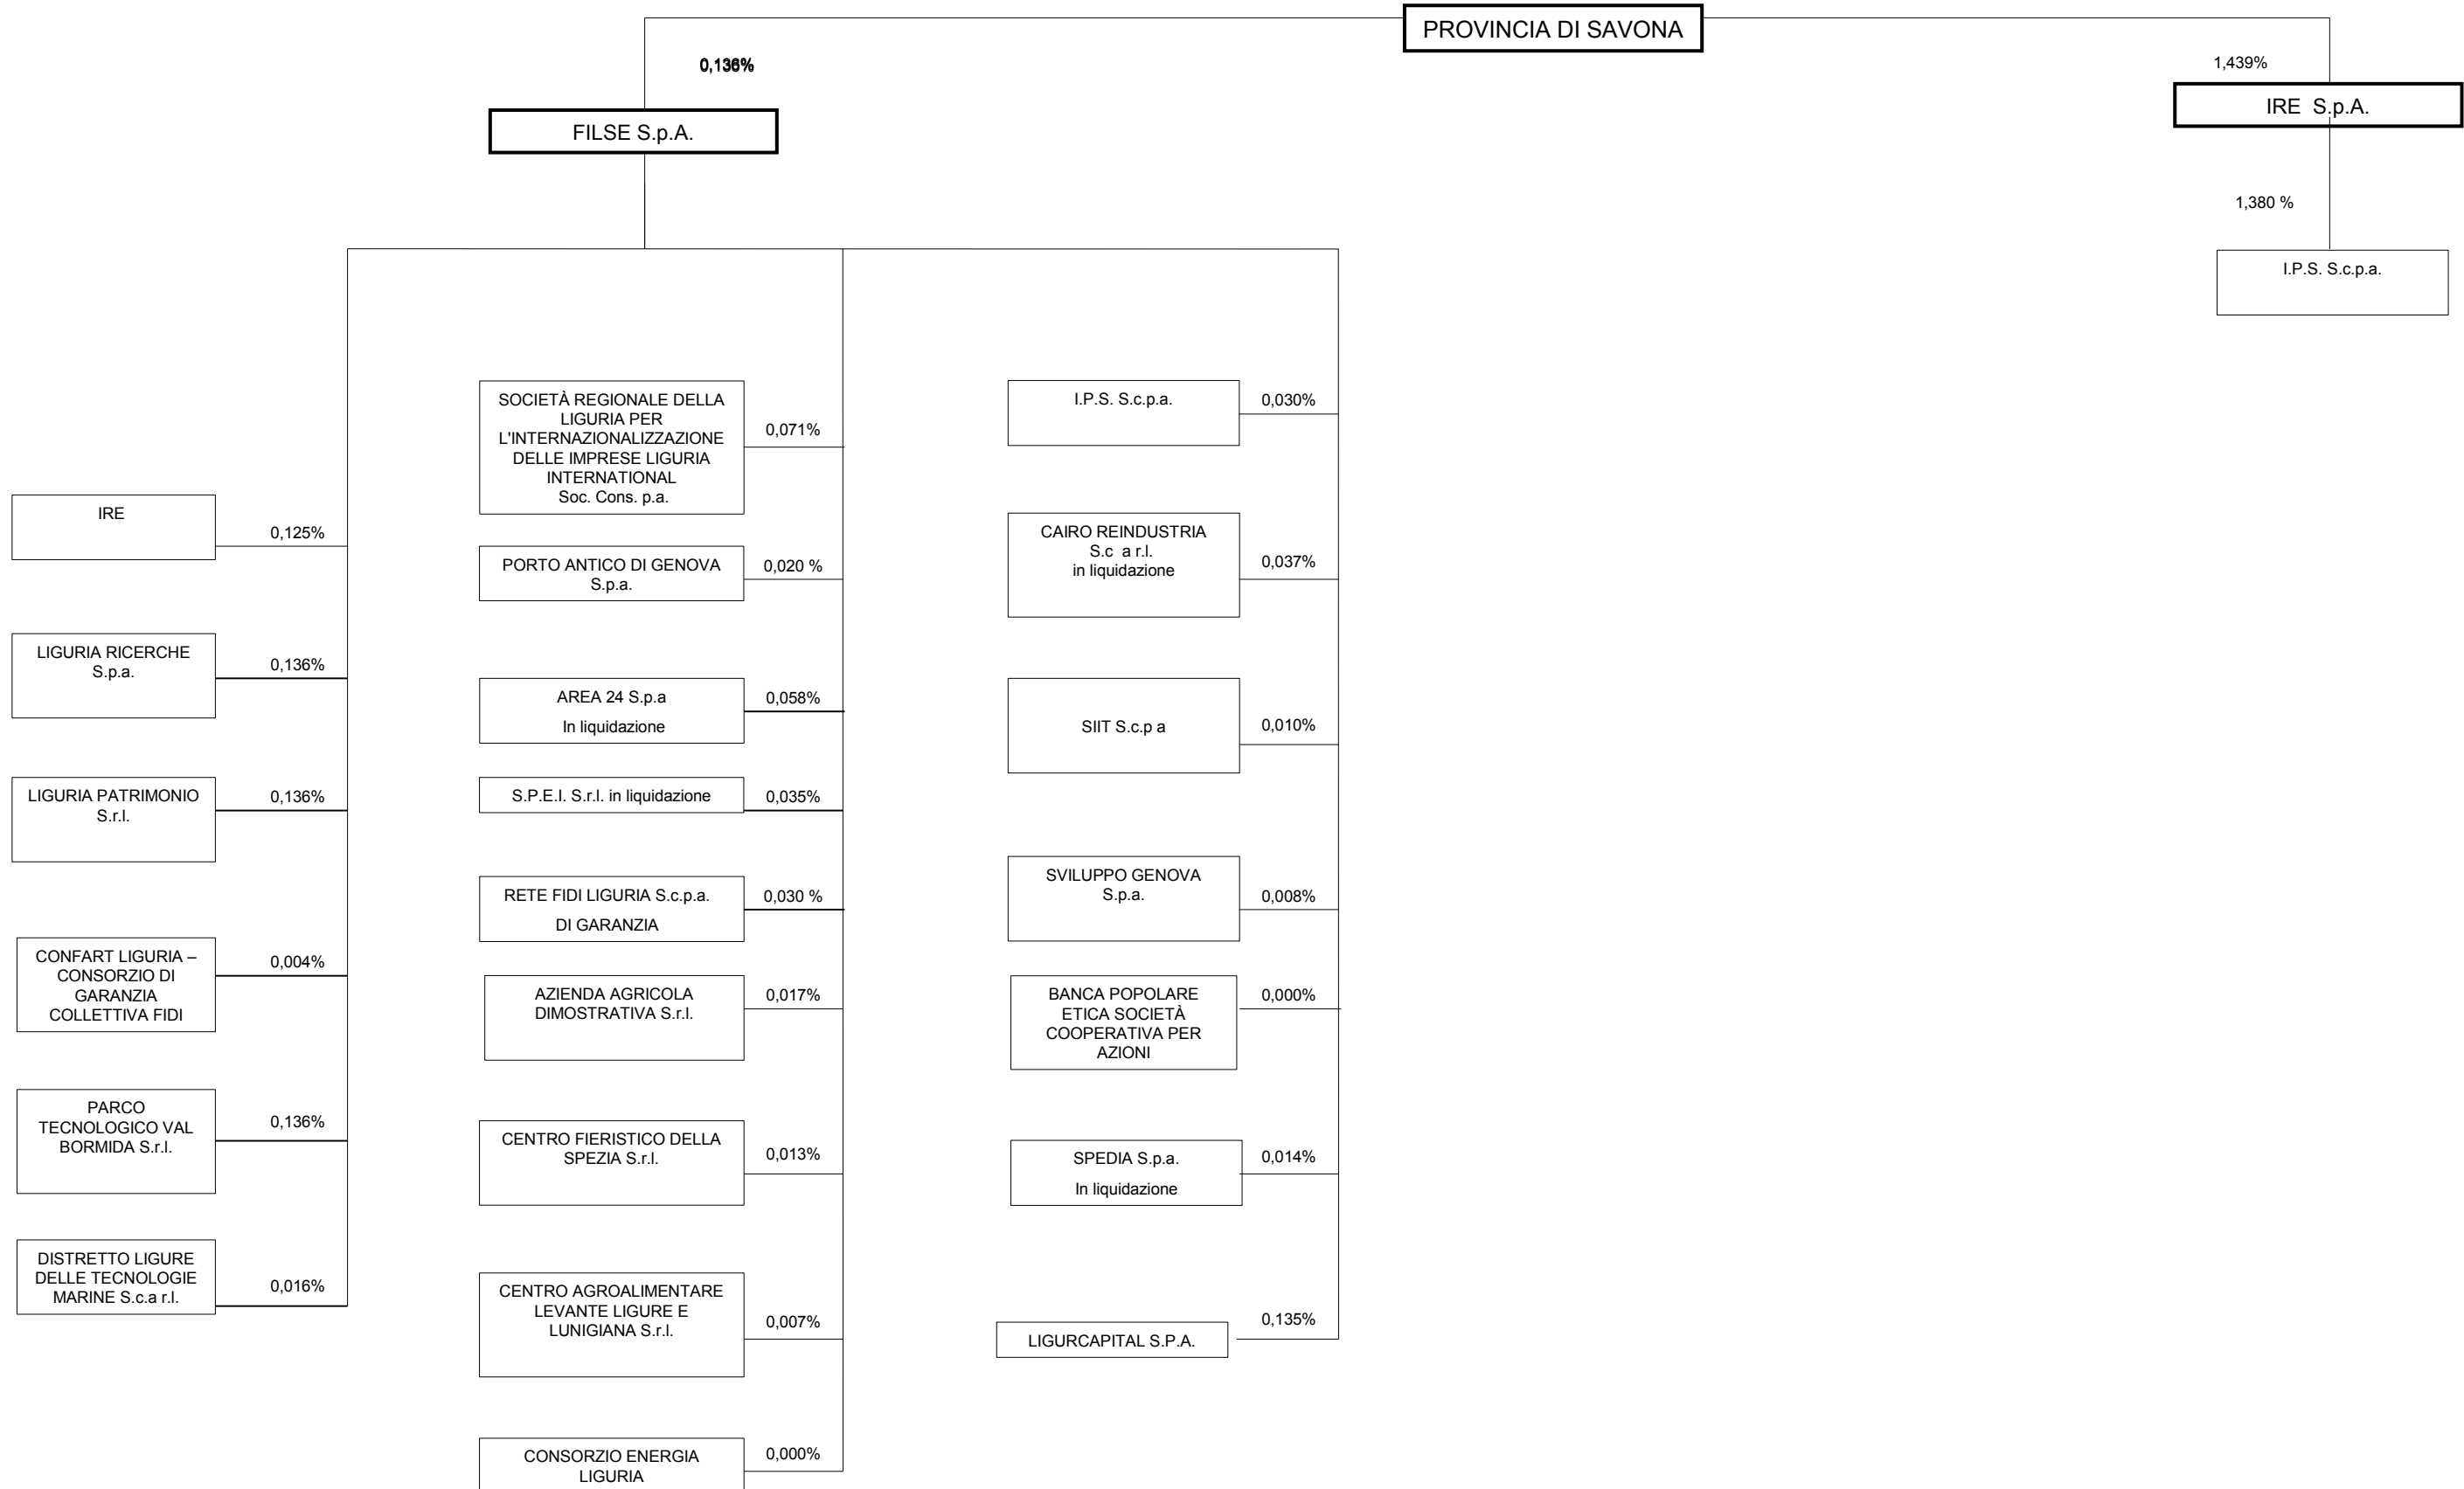 PROVINCIA DI SAVONA
0,136%
1,439%
FILSE S.p.A.
IRE S.p.A.
1,380 %
I.P.S. S.c.p.a.
IRE
0,125%
LIGURIA RICERCHE
S.p.a.
0,136%
LIGURIA PATRIMONIO
S.r.l.
0,136%
CONFART LIGURIA –
CONSORZIO DI
GARANZIA
COLLETTIVA FIDI
0,004%
PARCO
TECNOLOGICO VAL
BORMIDA S.r.l.
0,136%
DISTRETTO LIGURE
DELLE TECNOLOGIE
MARINE S.c.a r.l.
0,016%
SOCIETÀ REGIONALE DELLA
LIGURIA PER
L'INTERNAZIONALIZZAZIONE
DELLE IMPRESE LIGURIA
INTERNATIONAL
Soc. Cons. p.a.
0,071%
PORTO ANTICO DI GENOVA
S.p.a.
0,020 %
AREA 24 S.p.a
In liquidazione
0,058%
S.P.E.I. S.r.l. in liquidazione
0,035%
RETE FIDI LIGURIA S.c.p.a.
DI GARANZIA
0,030 %
AZIENDA AGRICOLA
DIMOSTRATIVA S.r.l.
0,017%
CENTRO FIERISTICO DELLA
SPEZIA S.r.l.
0,013%
CENTRO AGROALIMENTARE
LEVANTE LIGURE E
LUNIGIANA S.r.l.
0,007%
CONSORZIO ENERGIA
LIGURIA
0,000%
I.P.S. S.c.p.a.
0,030%
CAIRO REINDUSTRIA
S.c a r.l.
in liquidazione
0,037%
SIIT S.c.p a
0,010%
SVILUPPO GENOVA
S.p.a.
0,008%
BANCA POPOLARE
ETICA SOCIETÀ
COOPERATIVA PER
AZIONI
0,000%
SPEDIA S.p.a.
In liquidazione
0,014%
LIGURCAPITAL S.P.A.
0,135%